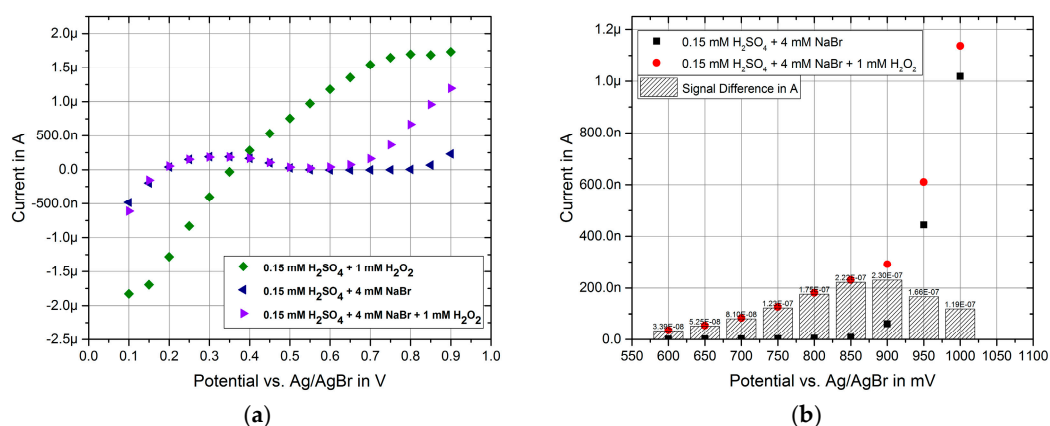 2.0µ
1.5µ
1.0µ
500.0n
0.0
-500.0n
-1.0µ
-1.5µ
-2.0µ
-2.5µ
Current in A
0.15 mM H₂SO₄ + 1 mM H₂O₂
0.15 mM H₂SO₄ + 4 mM NaBr
0.15 mM H₂SO₄ + 4 mM NaBr + 1 mM H₂O₂
0.0 0.1 0.2 0.3 0.4 0.5 0.6 0.7 0.8 0.9 1.0
Potential vs. Ag/AgBr in V
(a)
1.2µ
1.0µ
800.0n
600.0n
400.0n
200.0n
0.0
Current in A
0.15 mM H₂SO₄ + 4 mM NaBr
0.15 mM H₂SO₄ + 4 mM NaBr + 1 mM H₂O₂
Signal Difference in A
3.39E-08 5.25E-08 8.10E-08 1.23E-07 1.75E-07 2.22E-07 2.30E-07 1.66E-07 1.19E-07
550 600 650 700 750 800 850 900 950 1000 1050 1100
Potential vs. Ag/AgBr in mV
(b)